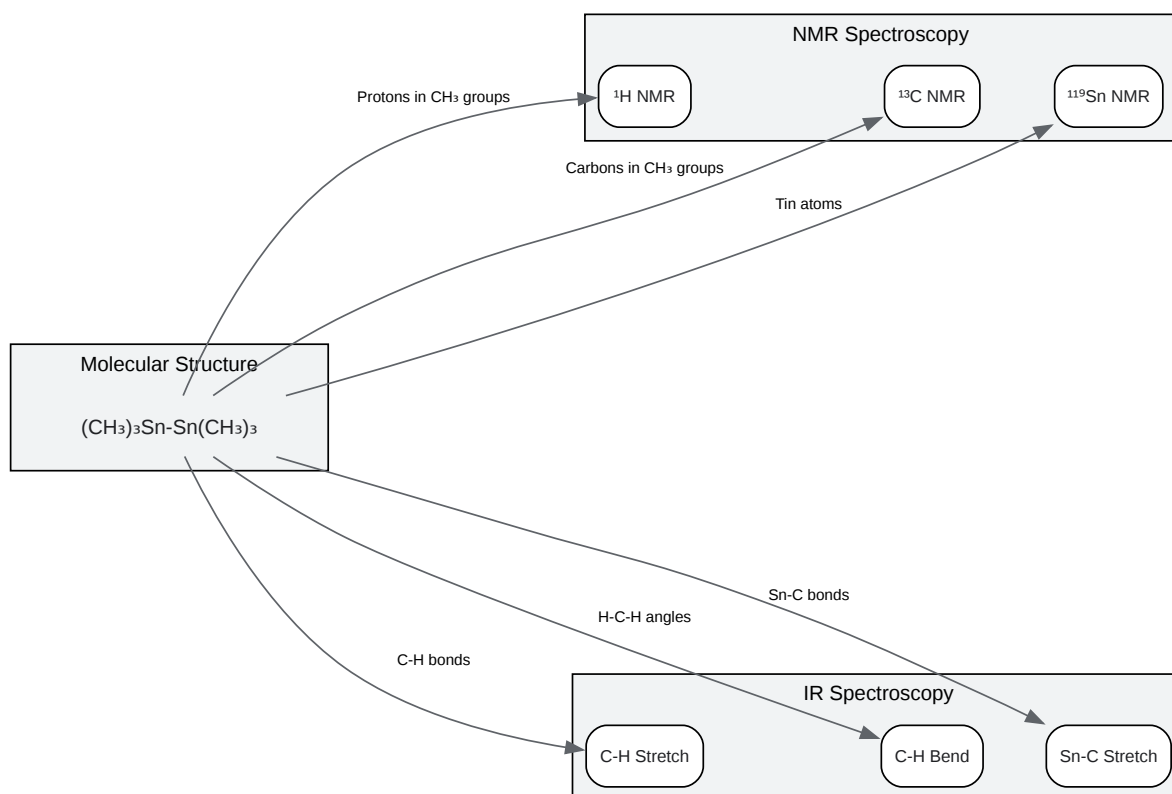 NMR Spectroscopy
¹H NMR
¹³C NMR
¹¹⁹Sn NMR
Protons in CH₃ groups
Carbons in CH₃ groups
Tin atoms
Molecular Structure
(CH₃)₃Sn-Sn(CH₃)₃
Sn-C bonds
H-C-H angles
C-H bonds
IR Spectroscopy
C-H Stretch
C-H Bend
Sn-C Stretch